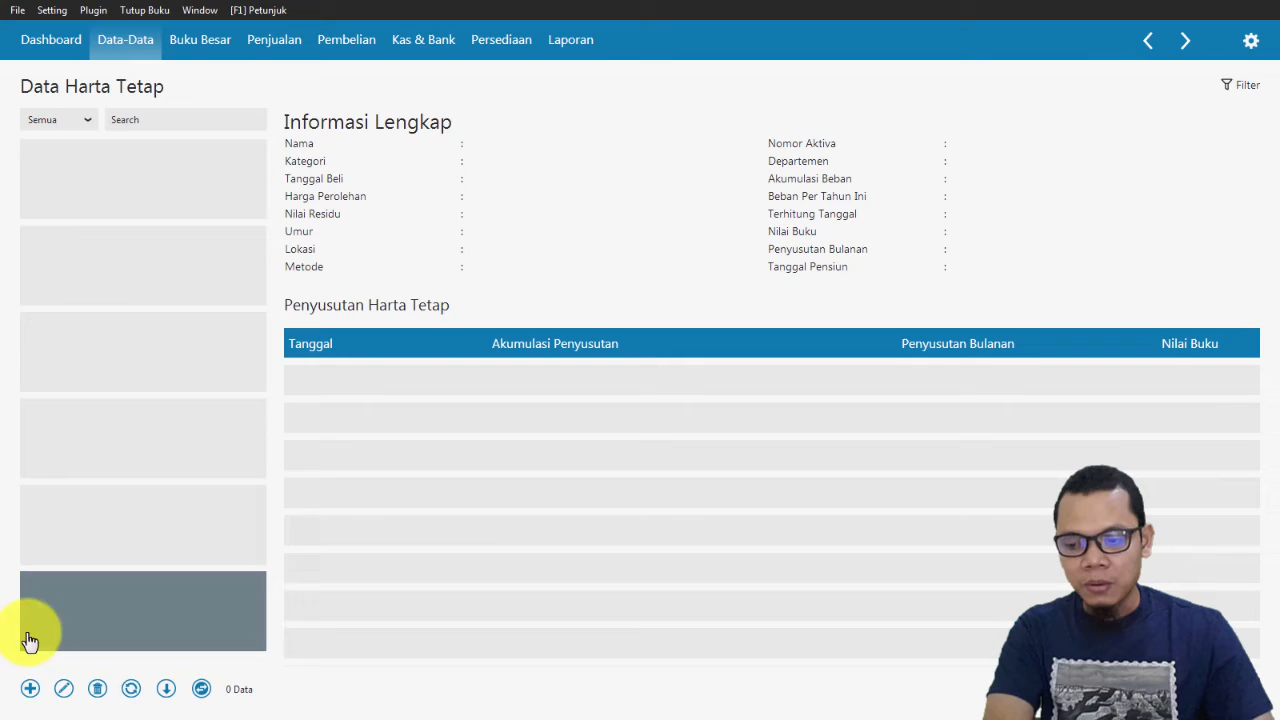 File Setting Plugin Tutup Buku Window [F1] Petunjuk
Dashboard Data-Data Buku Besar Penjualan Pembelian Kas & Bank Persediaan Laporan
Data Harta Tetap
Filter
Semua Search
Informasi Lengkap
Nama : Nomor Aktiva :
Kategori : Departemen :
Tanggal Beli : Akumulasi Beban :
Harga Perolehan : Beban Per Tahun Ini :
Nilai Residu : Terhitung Tanggal :
Umur : Nilai Buku :
Lokasi : Penyusutan Bulanan :
Metode : Tanggal Pensiun :
Penyusutan Harta Tetap
Tanggal Akumulasi Penyusutan Penyusutan Bulanan Nilai Buku
0 Data